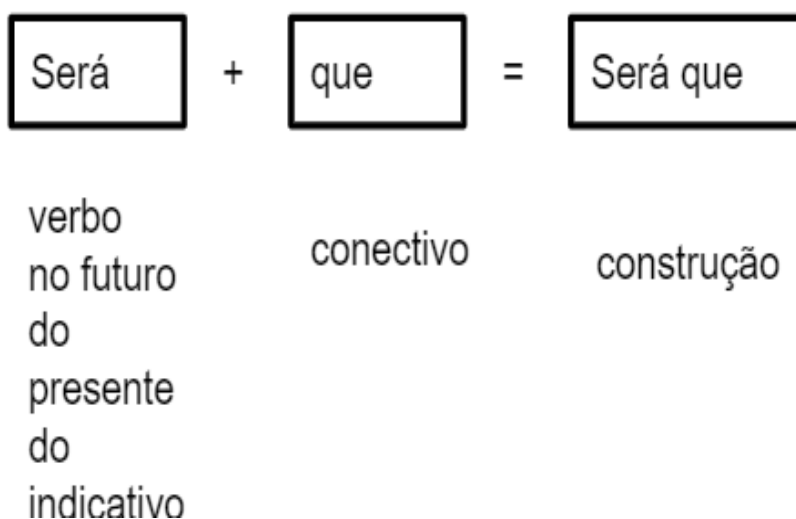 Será + que = Será que
verbo
no futuro
do
presente
do
indicativo
conectivo
construção